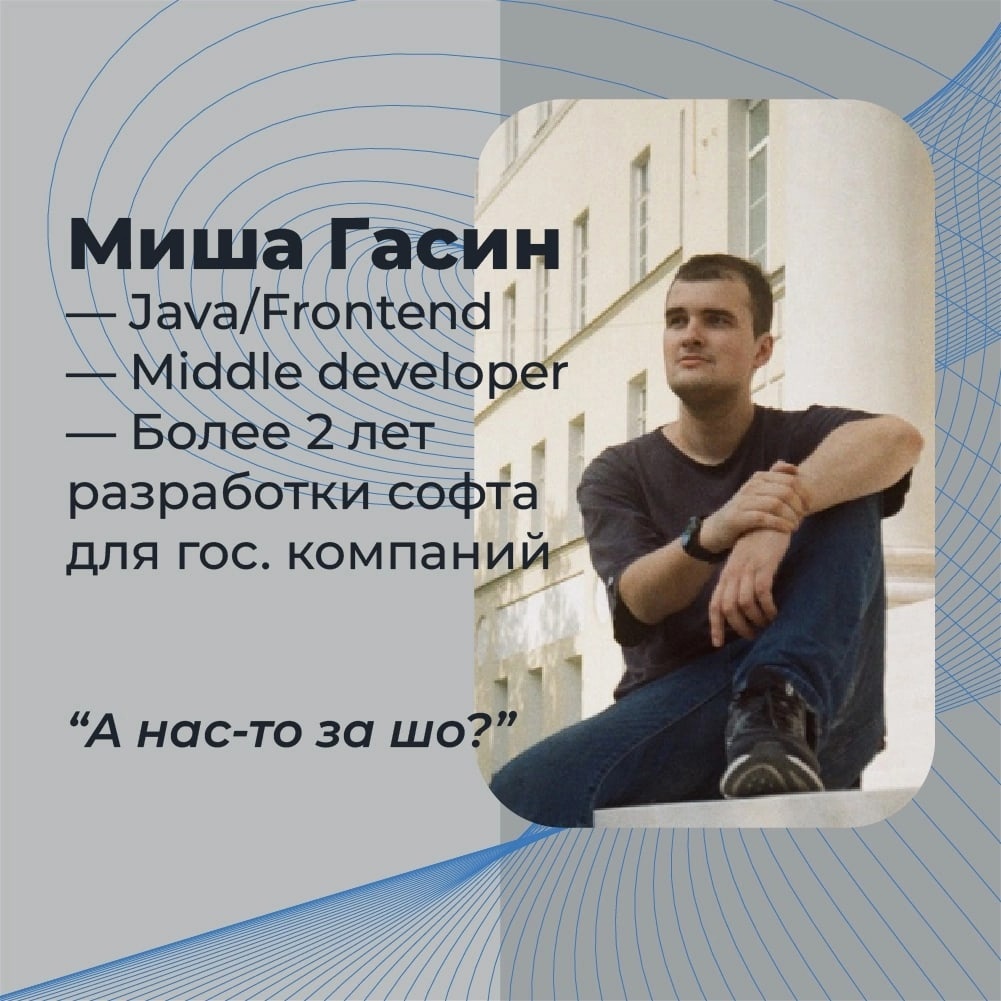 Миша Гасин
— Java/Frontend
— Middle developer
— Более 2 лет
разработки софта
для гос. компаний
“А нас-то за шо?”